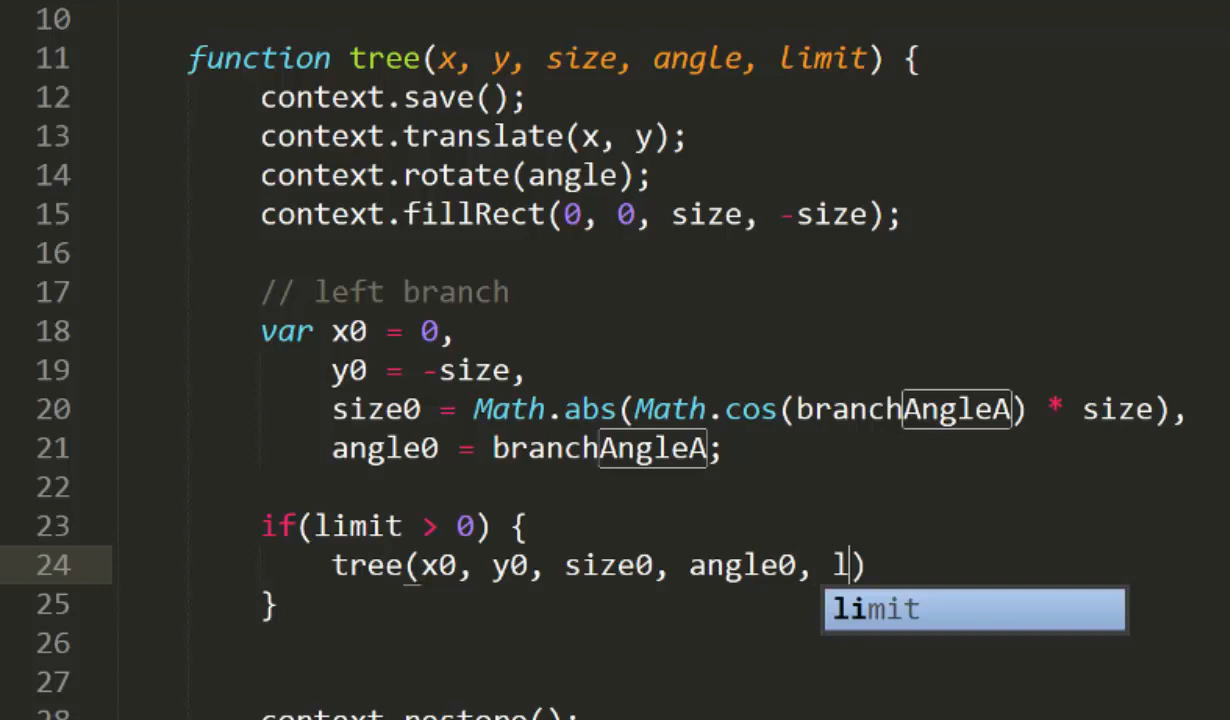 10
11 function tree(x, y, size, angle, limit) {
12 context.save();
13 context.translate(x, y);
14 context.rotate(angle);
15 context.fillRect(0, 0, size, -size);
16
17 // left branch
18 var x0 = 0,
19 y0 = -size,
20 size0 = Math.abs(Math.cos(branchAngleA) * size),
21 angle0 = branchAngleA;
22
23 if(limit > 0) {
24 tree(x0, y0, size0, angle0, l)
limit
25 }
26
27
28 context.restore();